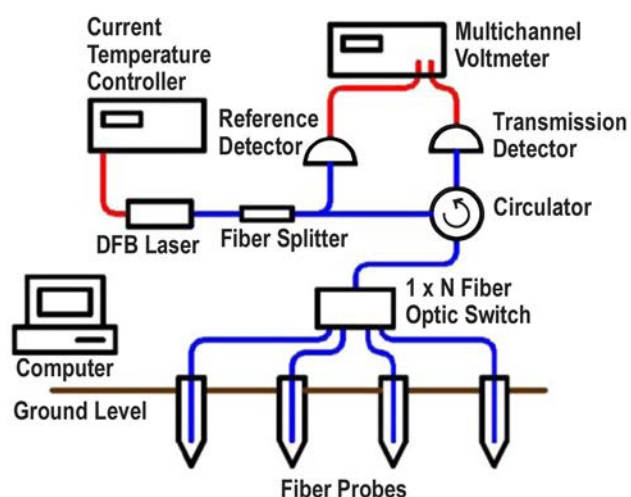 Current
Temperature
Controller
Multichannel
Voltmeter
Reference
Detector
Transmission
Detector
Circulator
DFB Laser
Fiber Splitter
1 x N Fiber
Optic Switch
Computer
Ground Level
Fiber Probes